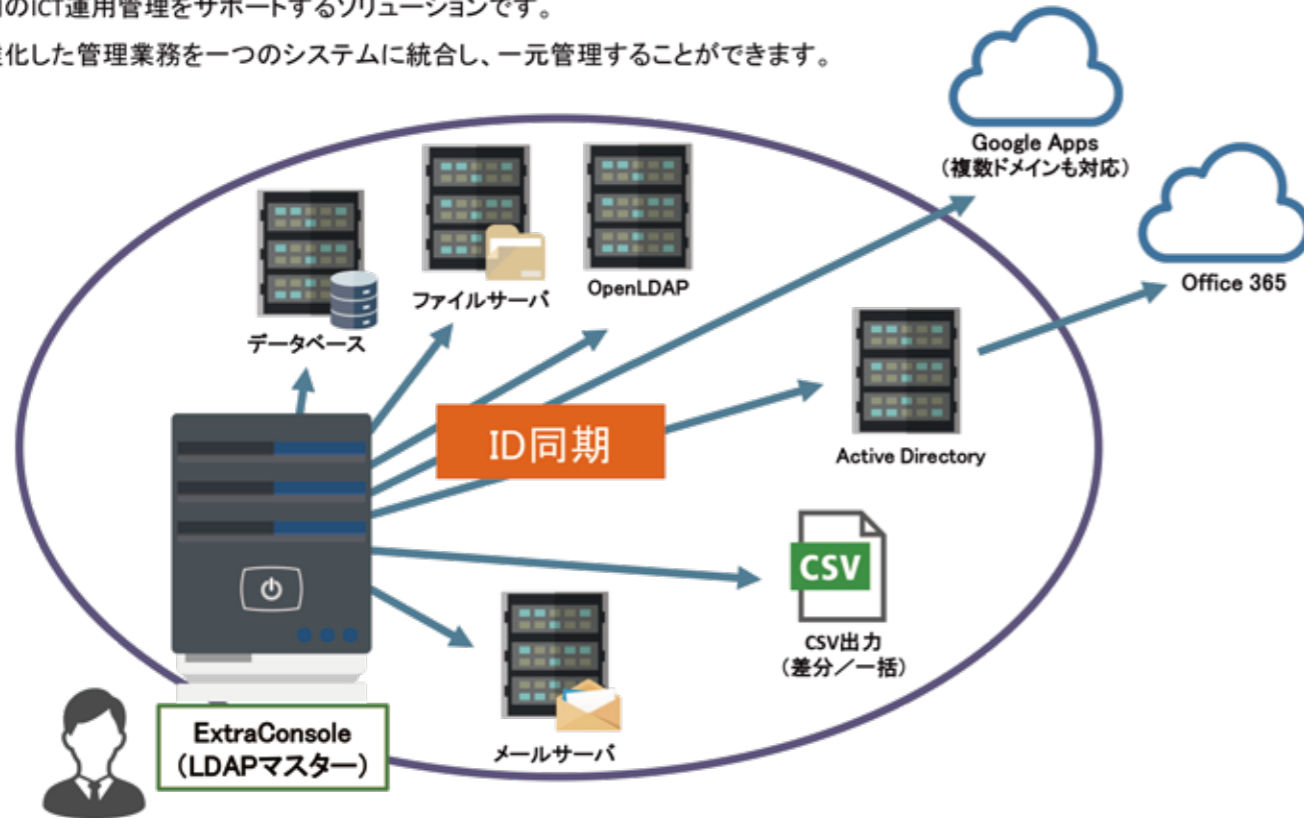 のICT運用管理をサポートするソリューションです。
化した管理業務を一つのシステムに統合し、一元管理することができます。
Google Apps
(複数ドメインも対応)
Office 365
OpenLDAP
ファイルサーバ
データベース
ID同期
Active Directory
CSV
CSV出力
(差分／一括)
メールサーバ
ExtraConsole
(LDAPマスター)